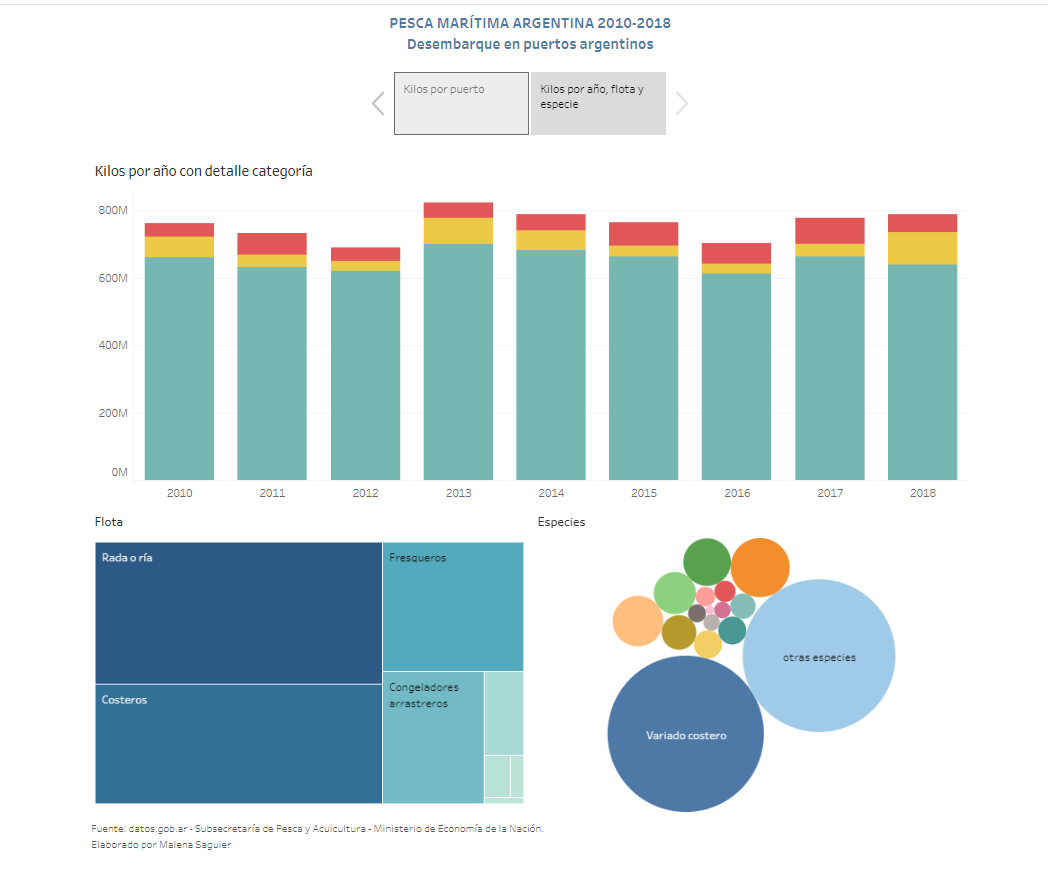 PESCA MARÍTIMA ARGENTINA 2010-2018
Desembarque en puertos argentinos
Kilos por puerto
Kilos por año, flota y
especie
Kilos por año con detalle categoría
800M
600M
400M
200M
0M
2010
2011
2012
2013
2014
2015
2016
2017
2018
Flota
Especies
Rada o ría
Fresqueros
Costeros
Congeladores
arrastreros
otras especies
Variado costero
Fuente: datos.gob.ar - Subsecretaría de Pesca y Acuicultura - Ministerio de Economía de la Nación.
Elaborado por Malena Saguier